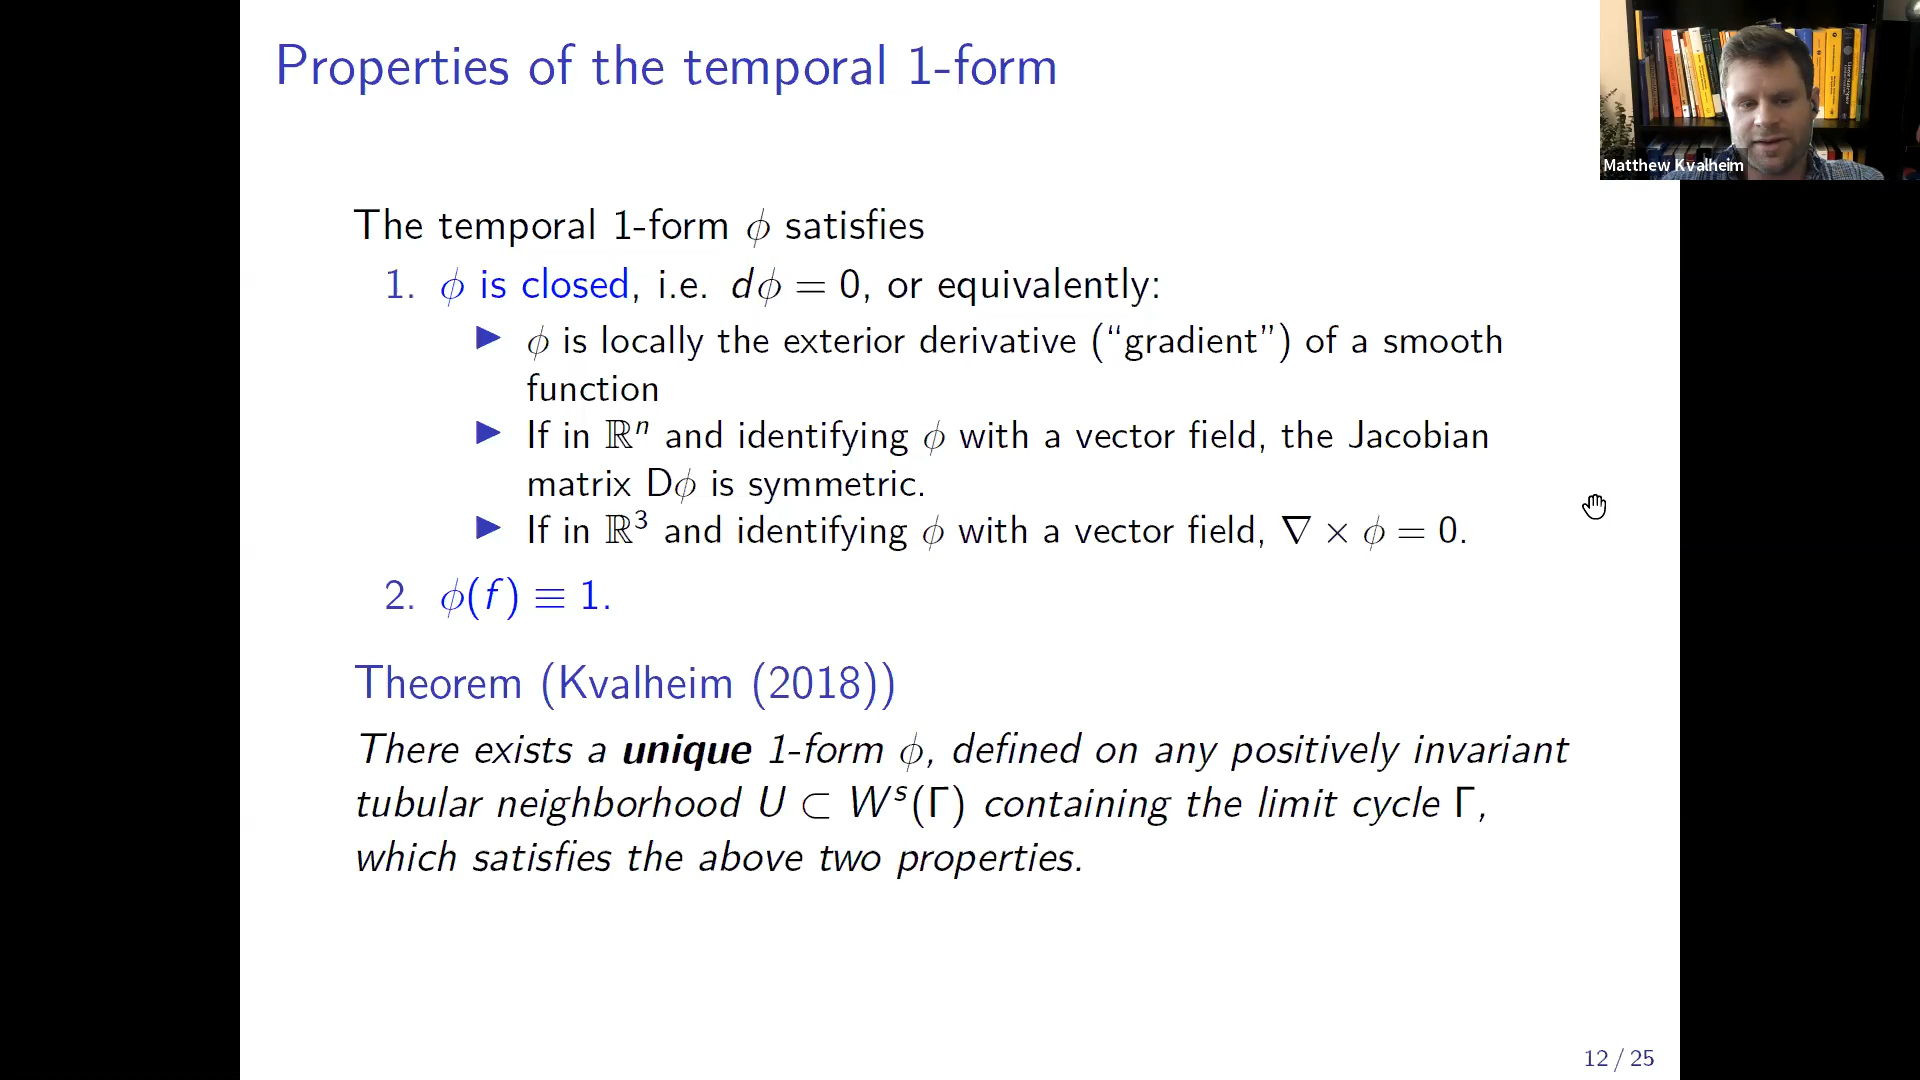 Properties of the temporal 1-form
Matthew Kvalheim
The temporal 1-form ϕ satisfies
1. ϕ is closed, i.e. dϕ = 0, or equivalently:
▶ ϕ is locally the exterior derivative (“gradient”) of a smooth
function
▶ If in ℝⁿ and identifying ϕ with a vector field, the Jacobian
matrix Dϕ is symmetric.
▶ If in ℝ³ and identifying ϕ with a vector field, ∇ × ϕ = 0.
2. ϕ(f) ≡ 1.
Theorem (Kvalheim (2018))
There exists a unique 1-form ϕ, defined on any positively invariant
tubular neighborhood U ⊂ Wˢ(Γ) containing the limit cycle Γ,
which satisfies the above two properties.
12 / 25